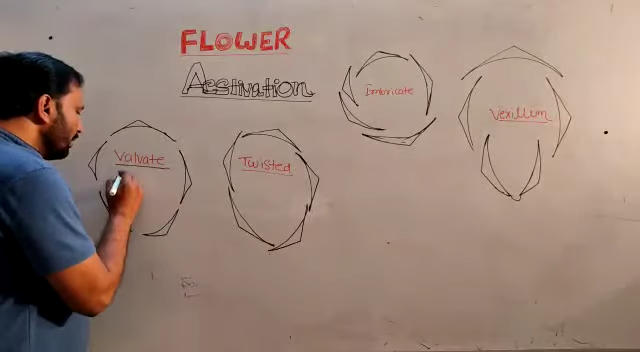 FLOWER
Aestivation
Imbricate
Vexillum
Valvate
Twisted